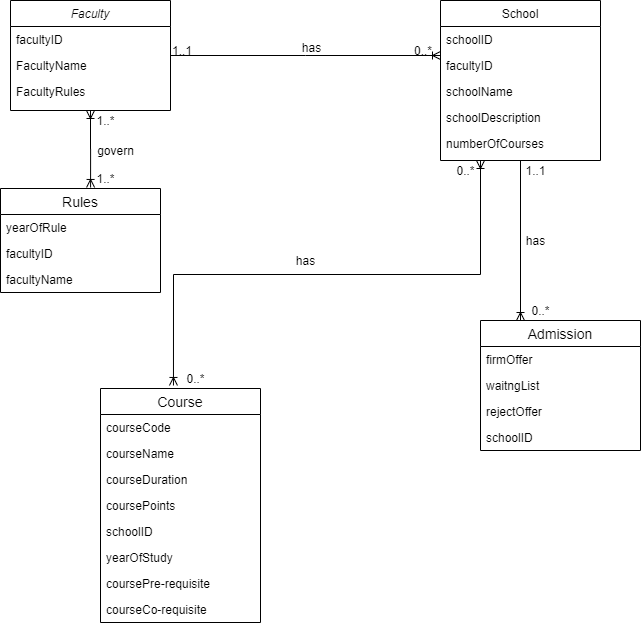 Faculty
facultyID
FacultyName
FacultyRules
1..1
has
0..*
School
schoolID
facultyID
schoolName
schoolDescription
numberOfCourses
1..*
govern
1..*
Rules
yearOfRule
facultyID
facultyName
0..*
1..1
has
has
0..*
0..*
Admission
firmOffer
waitngList
rejectOffer
schoolID
Course
courseCode
courseName
courseDuration
coursePoints
schoolID
yearOfStudy
coursePre-requisite
courseCo-requisite